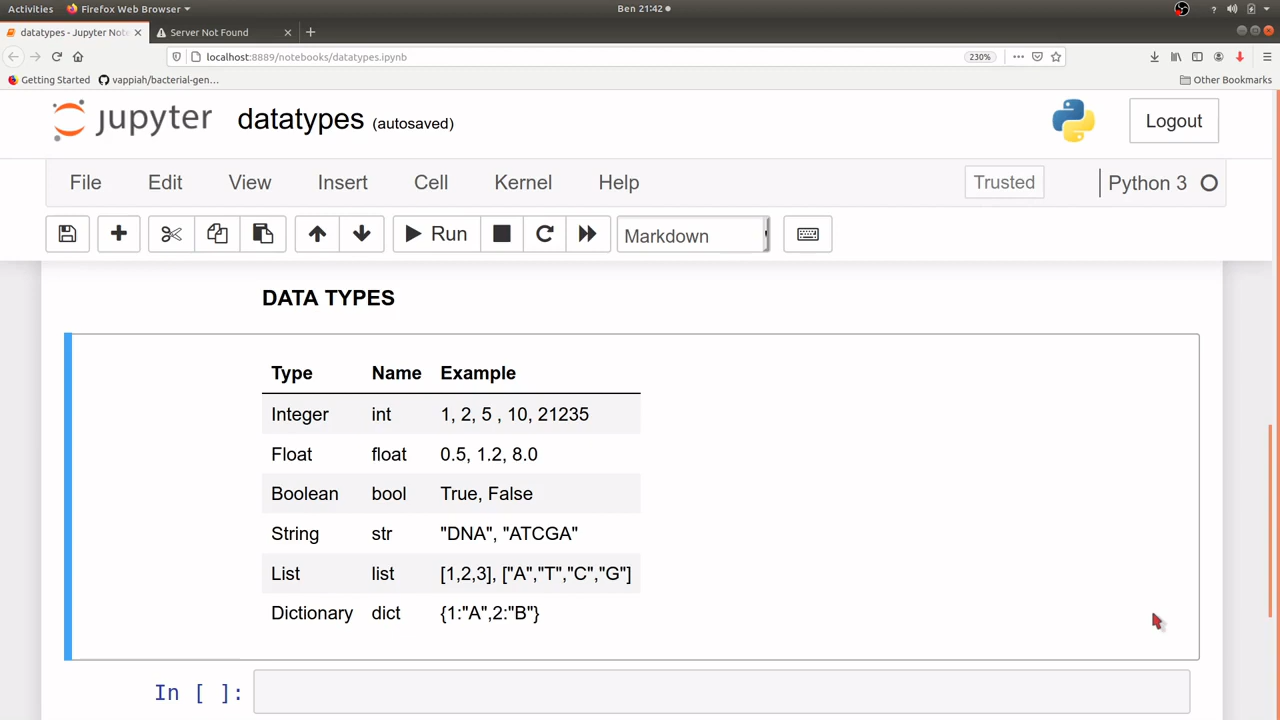 Activities Firefox Web Browser Ben 21:42
datatypes - Jupyter Note Server Not Found
localhost:8889/notebooks/datatypes.ipynb 230%
Getting Started vappiah/bacterial-gen… Other Bookmarks
jupyter datatypes (autosaved) Logout
File Edit View Insert Cell Kernel Help Trusted Python 3
Run Markdown
DATA TYPES
Type Name Example
Integer int 1, 2, 5 , 10, 21235
Float float 0.5, 1.2, 8.0
Boolean bool True, False
String str "DNA", "ATCGA"
List list [1,2,3], ["A","T","C","G"]
Dictionary dict {1:"A",2:"B"}
In [ ]: